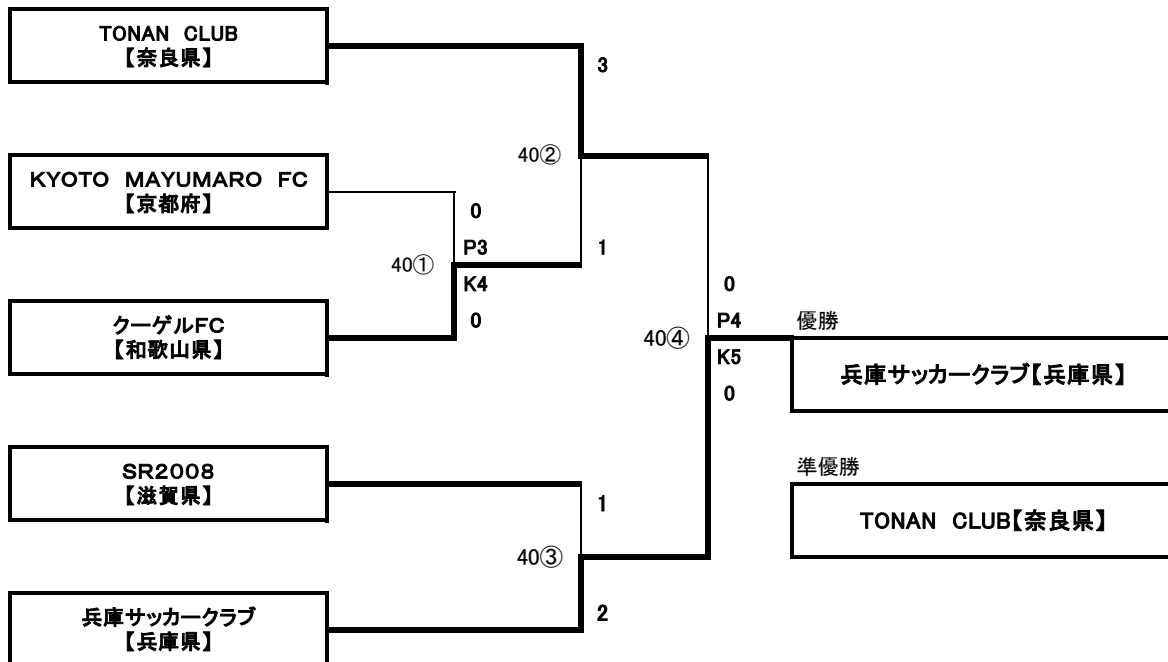 TONAN CLUB
【奈良県】
3
40②
KYOTO MAYUMARO FC
【京都府】
0
P3
1
40①
K4
0
クーゲルFC
【和歌山県】
0
P4
優勝
40④
K5
0
兵庫サッカークラブ【兵庫県】
SR2008
【滋賀県】
準優勝
1
TONAN CLUB【奈良県】
40③
2
兵庫サッカークラブ
【兵庫県】